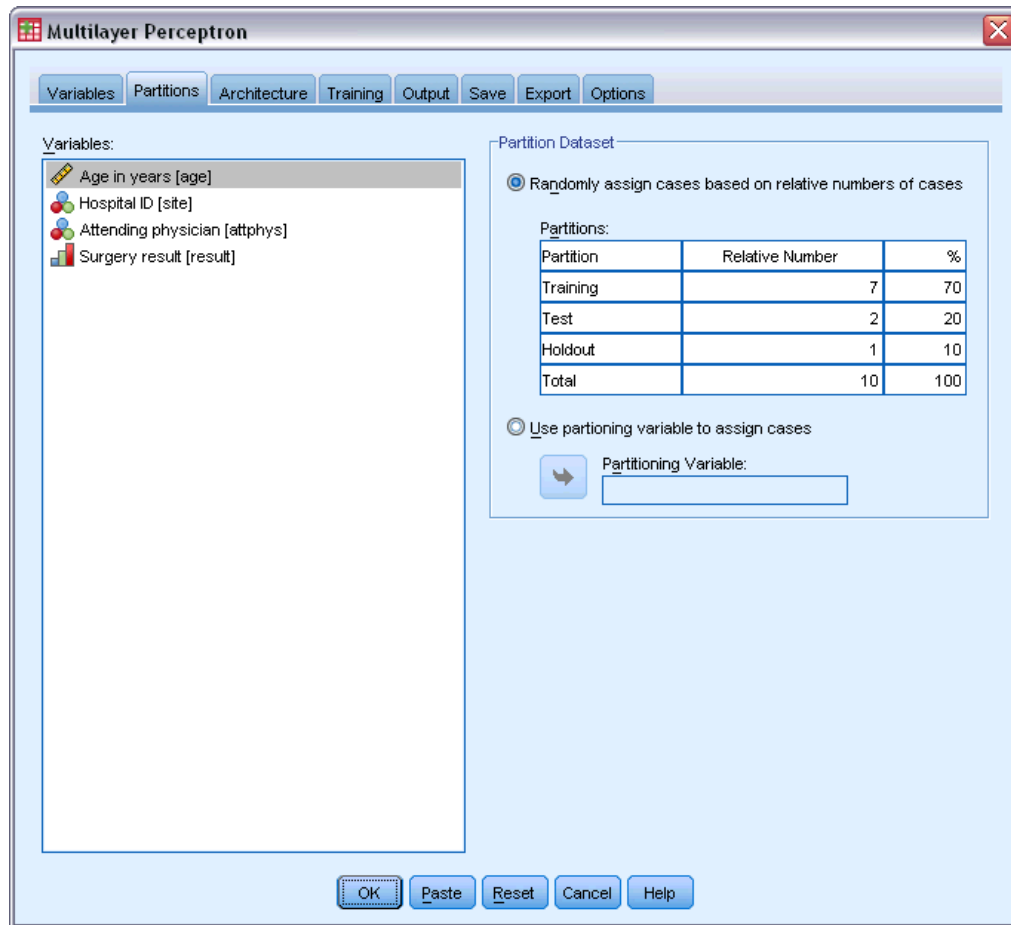 Multilayer Perceptron
Variables Partitions Architecture Training Output Save Export Options
Variables:
Age in years [age]
Hospital ID [site]
Attending physician [attphys]
Surgery result [result]
Partition Dataset
Randomly assign cases based on relative numbers of cases
Partitions:
Partition Relative Number %
Training 7 70
Test 2 20
Holdout 1 10
Total 10 100
Use partioning variable to assign cases
Partitioning Variable:
OK Paste Reset Cancel Help